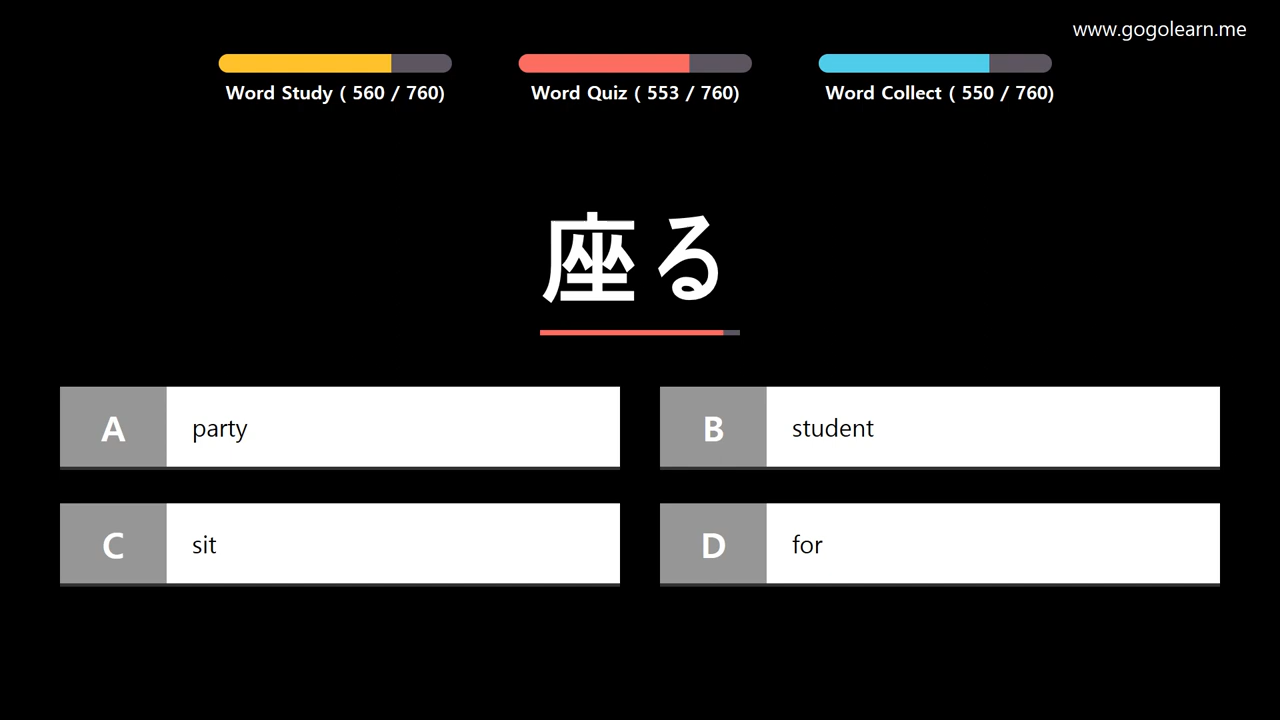 www.gogolearn.me
Word Study ( 560 / 760)
Word Quiz ( 553 / 760)
Word Collect ( 550 / 760)
座る
A party
B student
C sit
D for